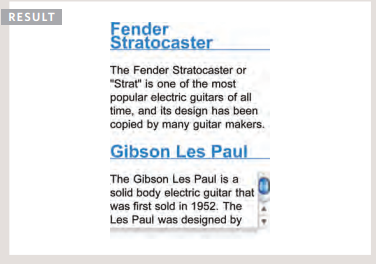 RESULT
Fender
Stratocaster
The Fender Stratocaster or
"Strat" is one of the most
popular electric guitars of all
time, and its design has been
copied by many guitar makers.
Gibson Les Paul
The Gibson Les Paul is a
solid body electric guitar that
was first sold in 1952. The
Les Paul was designed by